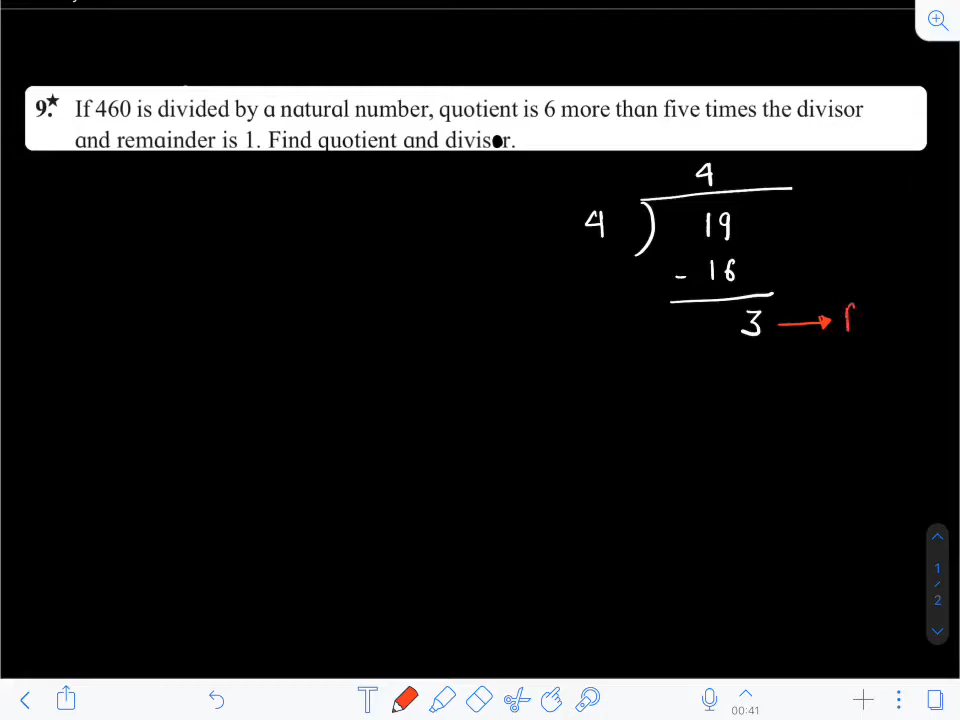 9.★ If 460 is divided by a natural number, quotient is 6 more than five times the divisor
and remainder is 1. Find quotient and divisor.
4
4 ) 19
- 16
3 → r
1
/
2
T
00:41